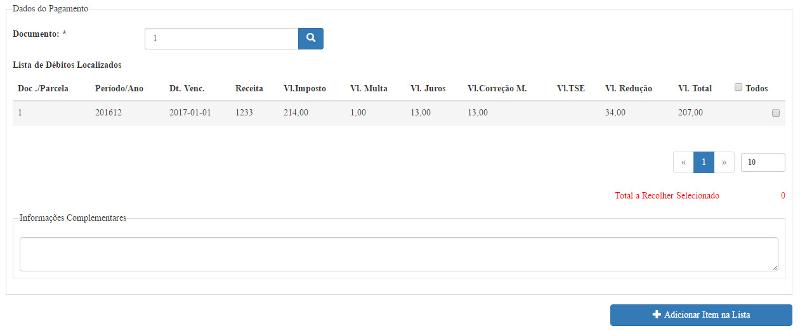 Dados do Pagamento
Documento: * 1
Lista de Débitos Localizados
Doc ./Parcela Período/Ano Dt. Venc. Receita Vl.Imposto Vl. Multa Vl. Juros Vl.Correção M. Vl.TSE Vl. Redução Vl. Total Todos
1 201612 2017-01-01 1233 214,00 1,00 13,00 13,00 34,00 207,00
« 1 » 10
Total a Recolher Selecionado 0
Informações Complementares
Adicionar Item na Lista